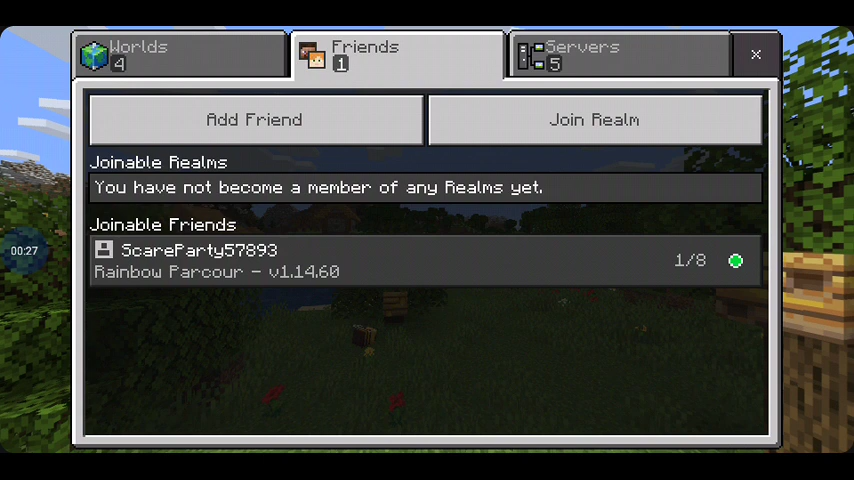 Worlds
4
Friends
1
Servers
5
Add Friend
Join Realm
Joinable Realms
You have not become a member of any Realms yet.
Joinable Friends
ScareParty57893
Rainbow Parcour - v1.14.60
1/8
00:27